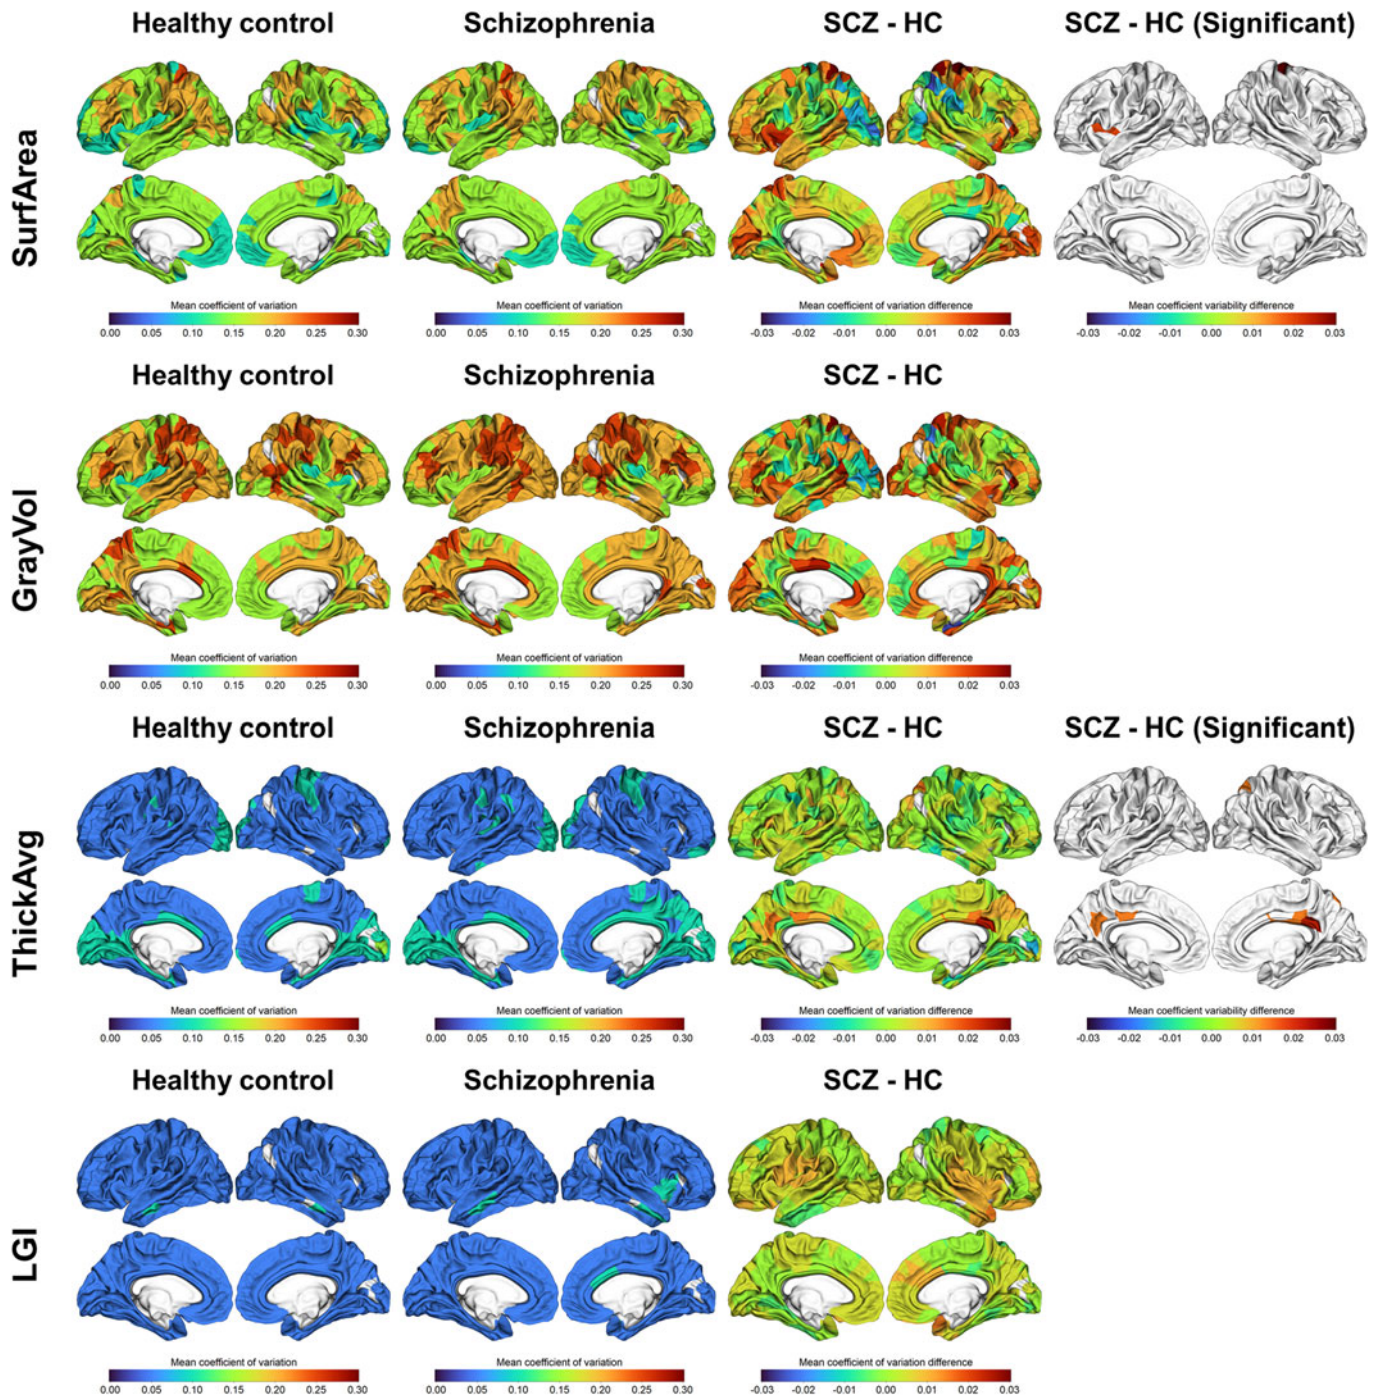 Healthy control Schizophrenia SCZ - HC SCZ - HC (Significant)
SurfArea
Mean coefficient of variation Mean coefficient of variation Mean coefficient of variation difference Mean coefficient variability difference
0.00 0.05 0.10 0.15 0.20 0.25 0.30 0.00 0.05 0.10 0.15 0.20 0.25 0.30 -0.03 -0.02 -0.01 0.00 0.01 0.02 0.03 -0.03 -0.02 -0.01 0.00 0.01 0.02 0.03
Healthy control Schizophrenia SCZ - HC
GrayVol
Mean coefficient of variation Mean coefficient of variation Mean coefficient of variation difference
0.00 0.05 0.10 0.15 0.20 0.25 0.30 0.00 0.05 0.10 0.15 0.20 0.25 0.30 -0.03 -0.02 -0.01 0.00 0.01 0.02 0.03
Healthy control Schizophrenia SCZ - HC SCZ - HC (Significant)
ThickAvg
Mean coefficient of variation Mean coefficient of variation Mean coefficient of variation difference Mean coefficient variability difference
0.00 0.05 0.10 0.15 0.20 0.25 0.30 0.00 0.05 0.10 0.15 0.20 0.25 0.30 -0.03 -0.02 -0.01 0.00 0.01 0.02 0.03 -0.03 -0.02 -0.01 0.00 0.01 0.02 0.03
Healthy control Schizophrenia SCZ - HC
LGI
Mean coefficient of variation Mean coefficient of variation Mean coefficient of variation difference
0.00 0.05 0.10 0.15 0.20 0.25 0.30 0.00 0.05 0.10 0.15 0.20 0.25 0.30 -0.03 -0.02 -0.01 0.00 0.01 0.02 0.03